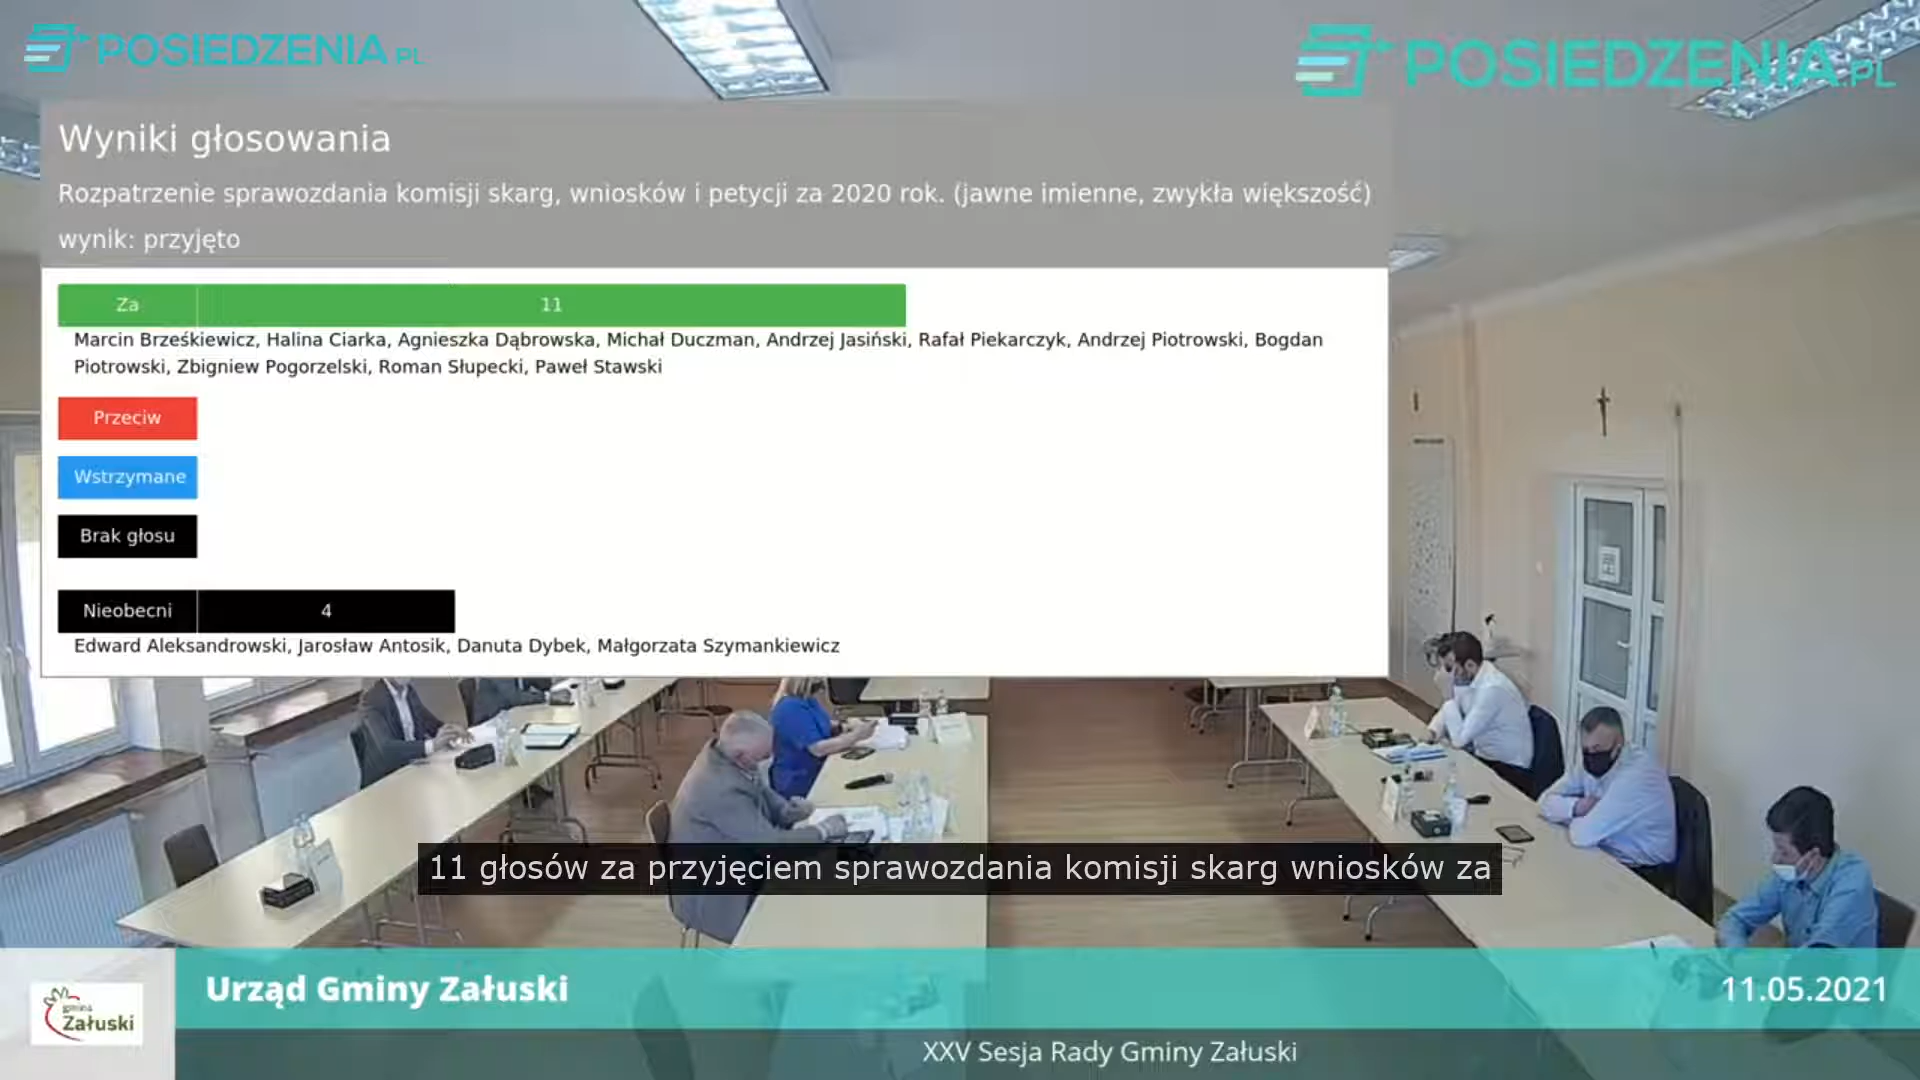 POSIEDZENIA.PL
POSIEDZENIA.PL
Wyniki głosowania
Rozpatrzenie sprawozdania komisji skarg, wniosków i petycji za 2020 rok. (jawne imienne, zwykła większość)
wynik: przyjęto
Za 11
Marcin Brześkiewicz, Halina Ciarka, Agnieszka Dąbrowska, Michał Duczman, Andrzej Jasiński, Rafał Piekarczyk, Andrzej Piotrowski, Bogdan
Piotrowski, Zbigniew Pogorzelski, Roman Słupecki, Paweł Stawski
Przeciw
Wstrzymane
Brak głosu
Nieobecni 4
Edward Aleksandrowski, Jarosław Antosik, Danuta Dybek, Małgorzata Szymankiewicz
11 głosów za przyjęciem sprawozdania komisji skarg wniosków za
gmina
Załuski
Urząd Gminy Załuski
11.05.2021
XXV Sesja Rady Gminy Załuski